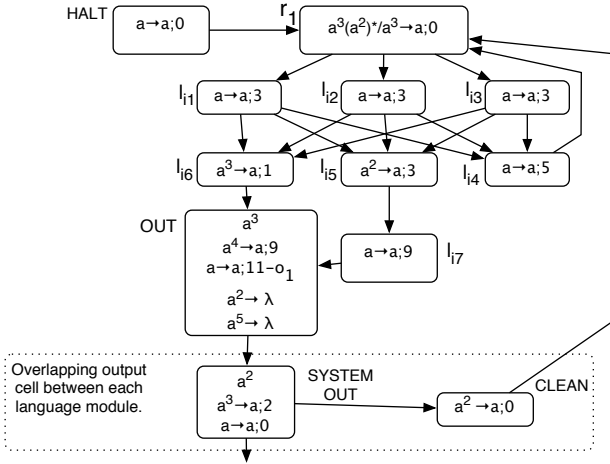 HALT
a→a;0
r1
a³(a²)*/a³→a;0
li1
a→a;3
li2
a→a;3
li3
a→a;3
li6
a³→a;1
li5
a²→a;3
li4
a→a;5
OUT
a³
a⁴→a;9
a→a;11-o1
a²→ λ
a⁵→ λ
a→a;9
li7
Overlapping output
cell between each
language module.
a²
a³→a;2
a→a;0
SYSTEM
OUT
a²→a;0
CLEAN